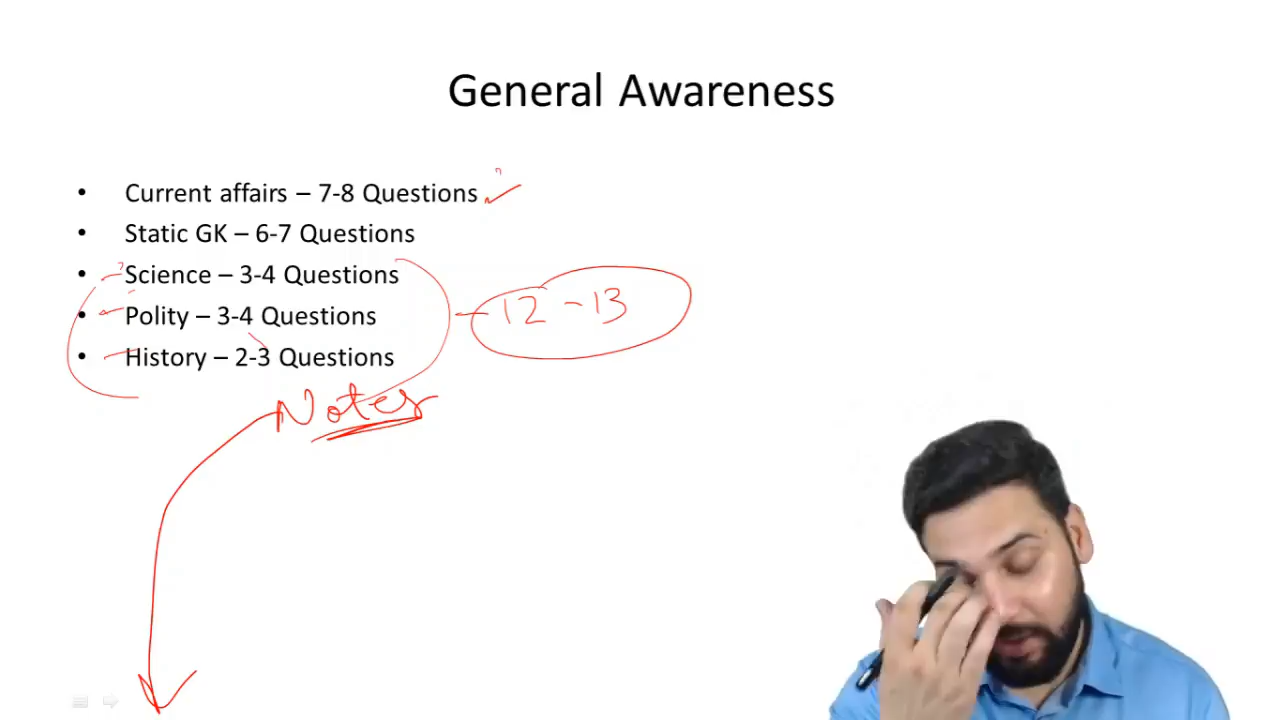 General Awareness
• Current affairs – 7-8 Questions
• Static GK – 6-7 Questions
• Science – 3-4 Questions
• Polity – 3-4 Questions
• History – 2-3 Questions
12 - 13
Notes